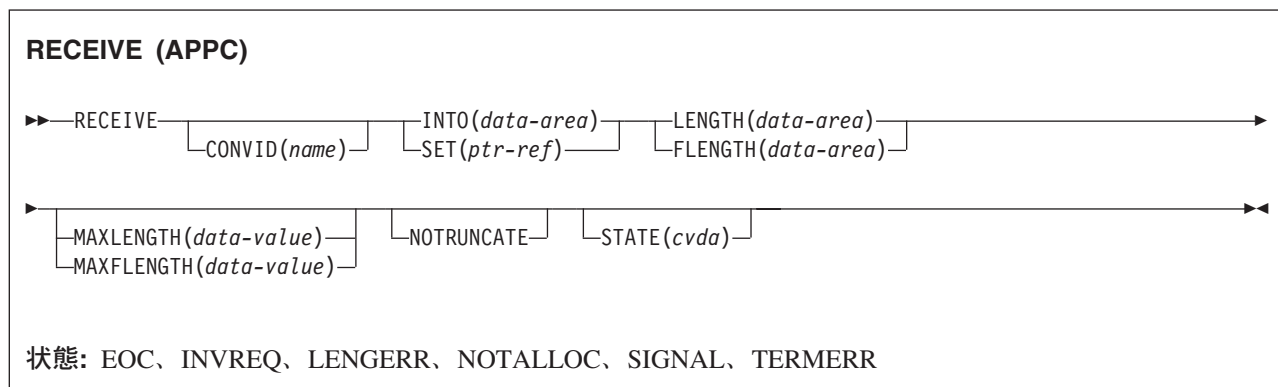 RECEIVE (APPC)
RECEIVE CONVID(name) INTO(data-area) SET(ptr-ref) LENGTH(data-area) FLENGTH(data-area)
MAXLENGTH(data-value) MAXFLENGTH(data-value) NOTRUNCATE STATE(cvda)
状態: EOC、INVREQ、LENGERR、NOTALLOC、SIGNAL、TERMERR